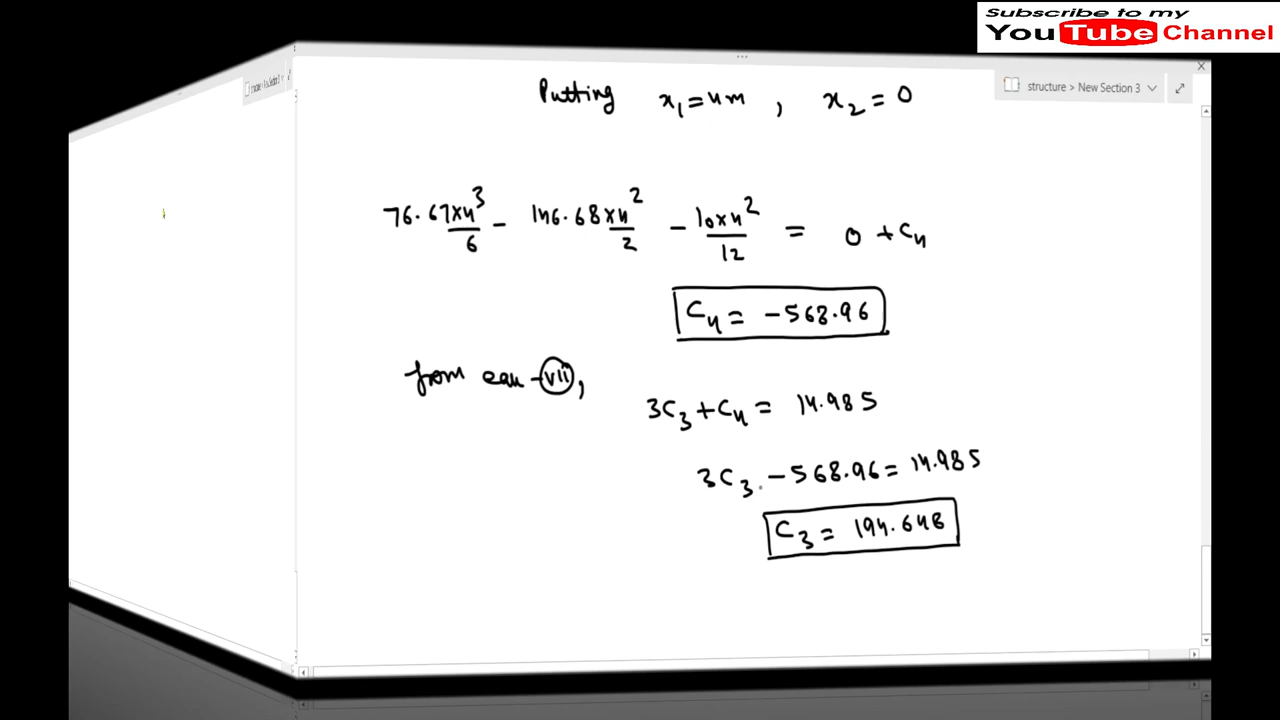 Subscribe to my
YouTube Channel
structure > New Section 3
Putting x₁=4m , x₂=0
76.67×4³/6 - 146.68×4²/2 - 10×4²/12 = 0 + C₄
C₄ = -568.96
from equ - vii,
3C₃+C₄ = 14.985
3C₃ - 568.96 = 14.985
C₃ = 194.648